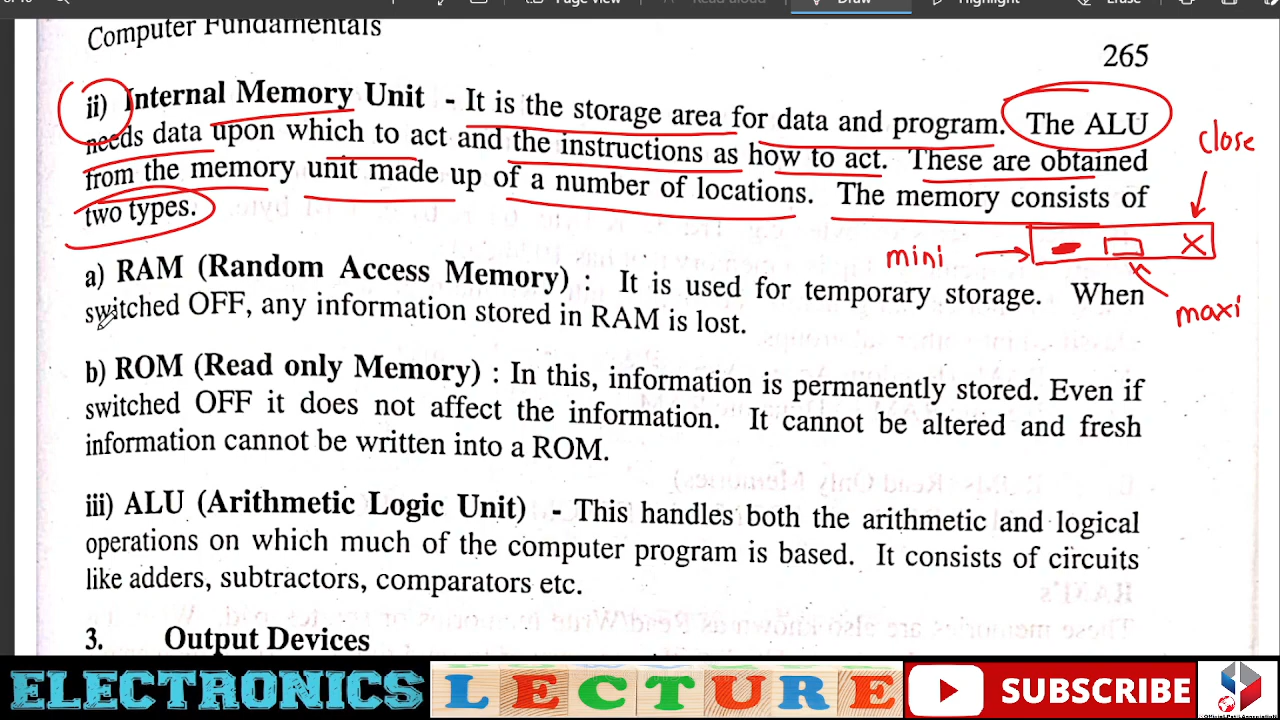 Page view
Draw
Highlight
Erase
Computer Fundamentals
265
ii) Internal Memory Unit - It is the storage area for data and program. The ALU
needs data upon which to act and the instructions as how to act. These are obtained
from the memory unit made up of a number of locations. The memory consists of
two types.
close
mini
maxi
a) RAM (Random Access Memory) : It is used for temporary storage. When
switched OFF, any information stored in RAM is lost.
b) ROM (Read only Memory) : In this, information is permanently stored. Even if
switched OFF it does not affect the information. It cannot be altered and fresh
information cannot be written into a ROM.
iii) ALU (Arithmetic Logic Unit) - This handles both the arithmetic and logical
operations on which much of the computer program is based. It consists of circuits
like adders, subtractors, comparators etc.
3. Output Devices
ELECTRONICS LECTURE SUBSCRIBE